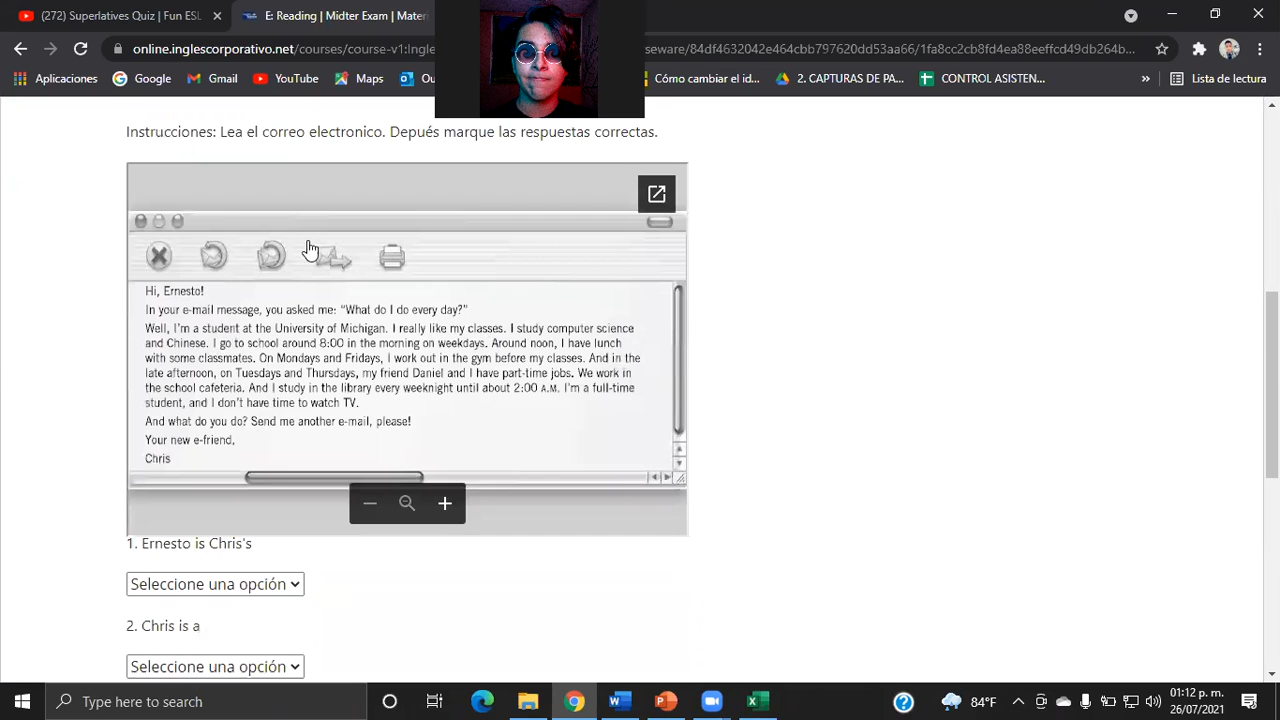 (272) Superlatives Quiz | Fun ESL
E: Reading | Midter Exam | Mater
online.inglescorporativo.net/courses/course-v1:Ingle
seware/84df4632042e464cbb797620dd53aa66/1fa8cc2cb8fd4ea88eeffcd49db264b...
Aplicaciones
Google
Gmail
YouTube
Maps
Ou
Cómo cambiar el id...
2. CAPTURAS DE PA...
CONTROL ASISTEN...
»
Lista de lectura
Instrucciones: Lea el correo electronico. Depués marque las respuestas correctas.
Hi, Ernesto!
In your e-mail message, you asked me: “What do I do every day?”
Well, I'm a student at the University of Michigan. I really like my classes. I study computer science
and Chinese. I go to school around 8:00 in the morning on weekdays. Around noon, I have lunch
with some classmates. On Mondays and Fridays, I work out in the gym before my classes. And in the
late afternoon, on Tuesdays and Thursdays, my friend Daniel and I have part-time jobs. We work in
the school cafeteria. And I study in the library every weeknight until about 2:00 A.M. I'm a full-time
student, and I don't have time to watch TV.
And what do you do? Send me another e-mail, please!
Your new e-friend,
Chris
1. Ernesto is Chris's
Seleccione una opción
2. Chris is a
Seleccione una opción
Type here to search
84°F
01:12 p. m.
26/07/2021